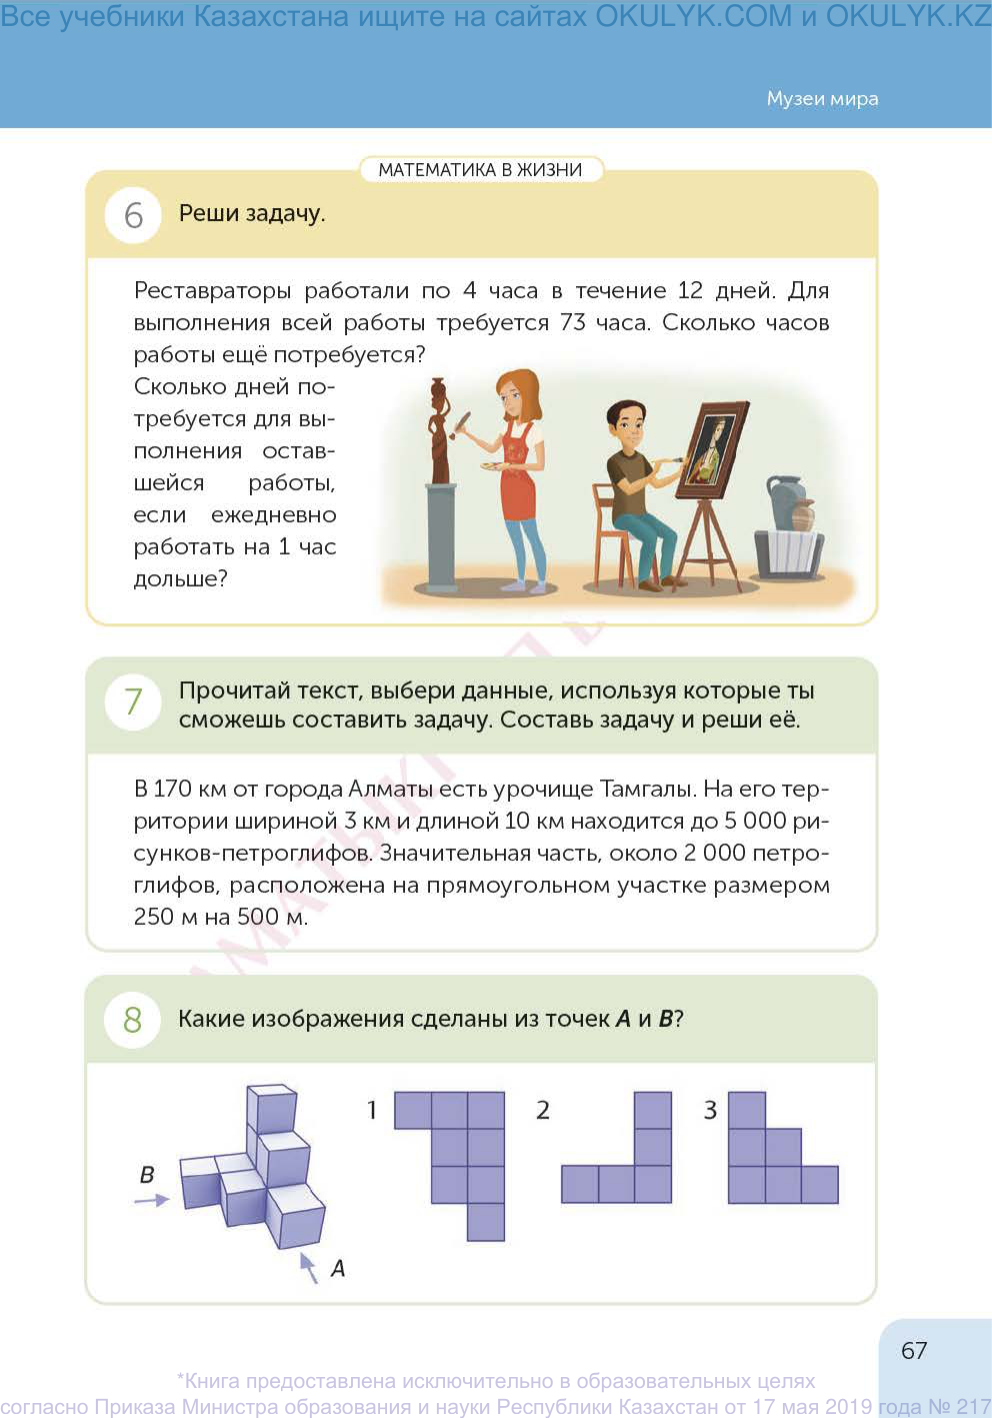 Все учебники Казахстана ищите на сайтах OKULYK.COM и OKULYK.KZ
Музеи мира
МАТЕМАТИКА В ЖИЗНИ
6 Реши задачу.
Реставраторы работали по 4 часа в течение 12 дней. Для
выполнения всей работы требуется 73 часа. Сколько часов
работы ещё потребуется?
Сколько дней по-
требуется для вы-
полнения остав-
шейся работы,
если ежедневно
работать на 1 час
дольше?
7 Прочитай текст, выбери данные, используя которые ты
сможешь составить задачу. Составь задачу и реши её.
В 170 км от города Алматы есть урочище Тамгалы. На его тер-
ритории шириной 3 км и длиной 10 км находится до 5 000 ри-
сунков-петроглифов. Значительная часть, около 2 000 петро-
глифов, расположена на прямоугольном участке размером
250 м на 500 м.
8 Какие изображения сделаны из точек А и В?
1 2 3
В
А
67
*Книга предоставлена исключительно в образовательных целях
согласно Приказа Министра образования и науки Республики Казахстан от 17 мая 2019 года № 217